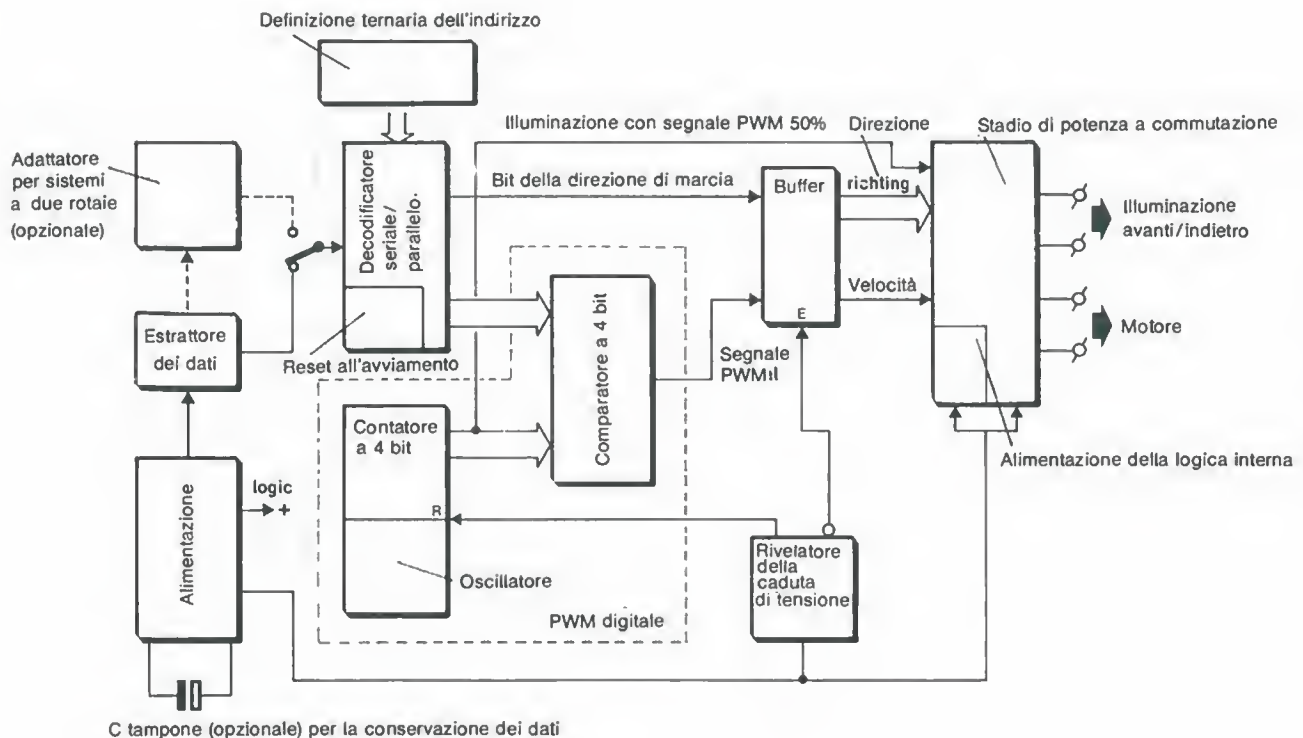 Definizione ternaria dell'indirizzo
Illuminazione con segnale PWM 50%
Direzione
Stadio di potenza a commutazione
Adattatore
per sistemi
a due rotaie
(opzionale)
Decodificatore
seriale/
parallelo.
Bit della direzione di marcia
Buffer
richting
Illuminazione
avanti/indietro
Velocità
E
Motore
Estrattore
dei dati
Reset all'avviamento
Comparatore a 4 bit
Segnale
PWM
Contatore
a 4 bit
Alimentazione della logica interna
Alimentazione
logic
+
R
Oscillatore
Rivelatore
della
caduta
di tensione
PWM digitale
C tampone (opzionale) per la conservazione dei dati